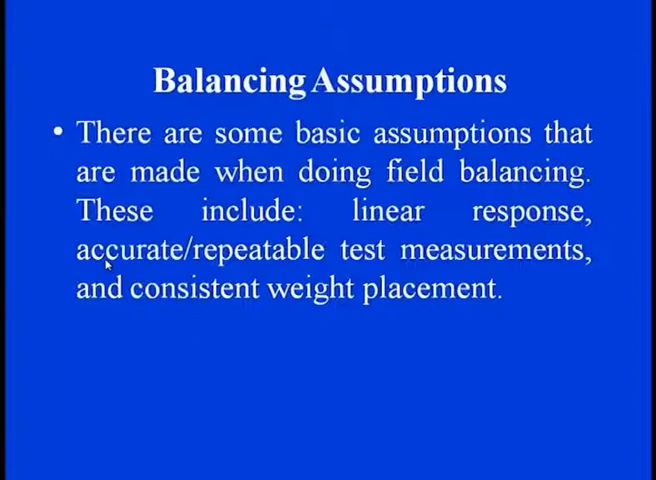 Balancing Assumptions
• There are some basic assumptions that
are made when doing field balancing.
These include: linear response,
accurate/repeatable test measurements,
and consistent weight placement.